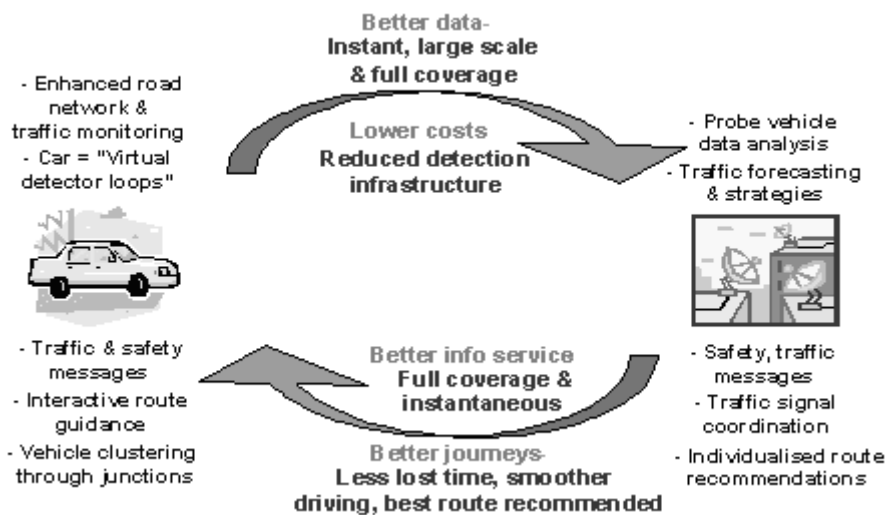 Better data-
Instant, large scale
& full coverage
- Enhanced road
network &
traffic monitoring
- Car = "Virtual
detector loops"
Lower costs
Reduced detection
infrastructure
- Probe vehicle
data analysis
- Traffic forecasting
& strategies
- Traffic & safety
messages
- Interactive route
guidance
- Vehicle clustering
through junctions
Better info service
Full coverage &
instantaneous
Better journeys-
Less lost time, smoother
driving, best route recommended
- Safety, traffic
messages
- Traffic signal
coordination
- Individualised route
recommendations